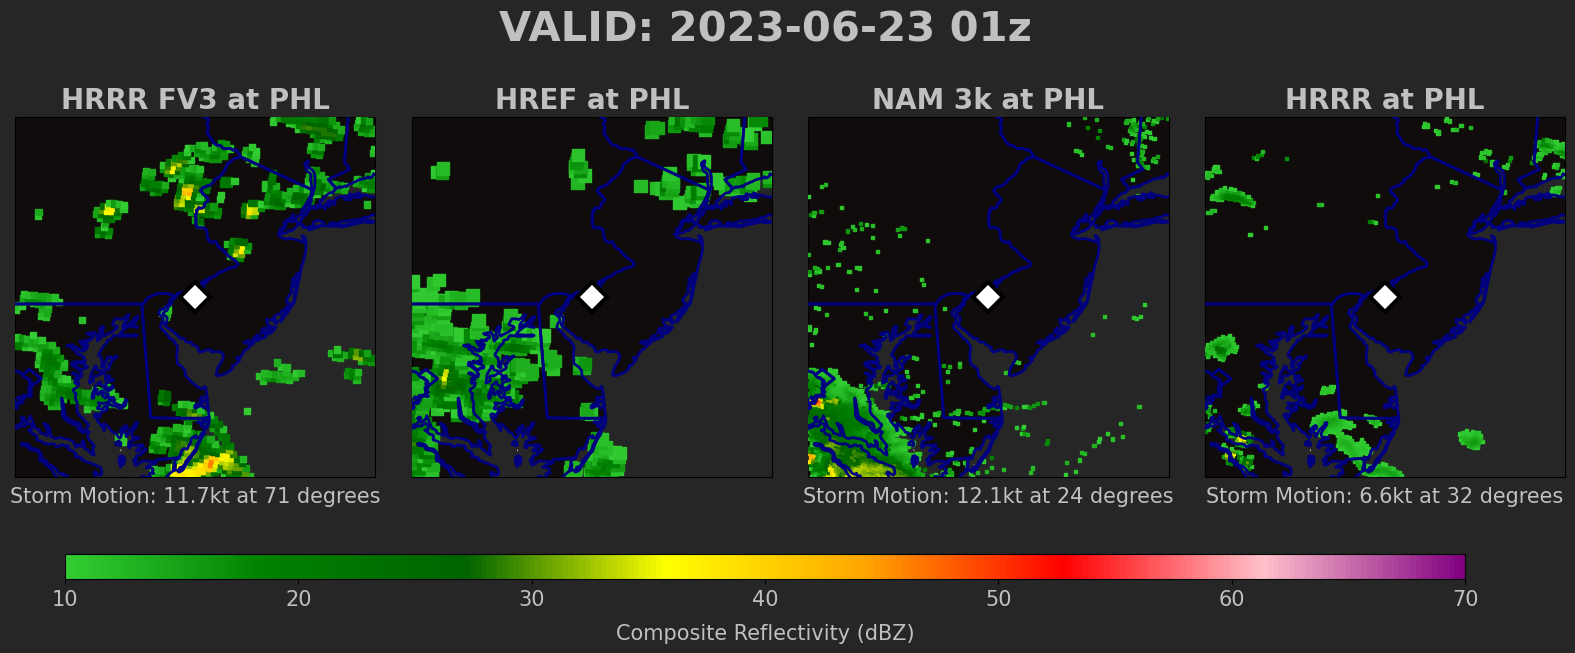 VALID: 2023-06-23 01z
HRRR FV3 at PHL
HREF at PHL
NAM 3k at PHL
HRRR at PHL
Storm Motion: 11.7kt at 71 degrees
Storm Motion: 12.1kt at 24 degrees
Storm Motion: 6.6kt at 32 degrees
10 20 30 40 50 60 70
Composite Reflectivity (dBZ)